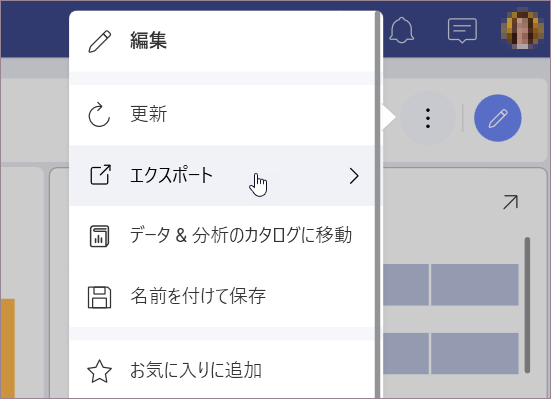 編集
更新
エクスポート
データ & 分析のカタログに移動
名前を付けて保存
お気に入りに追加